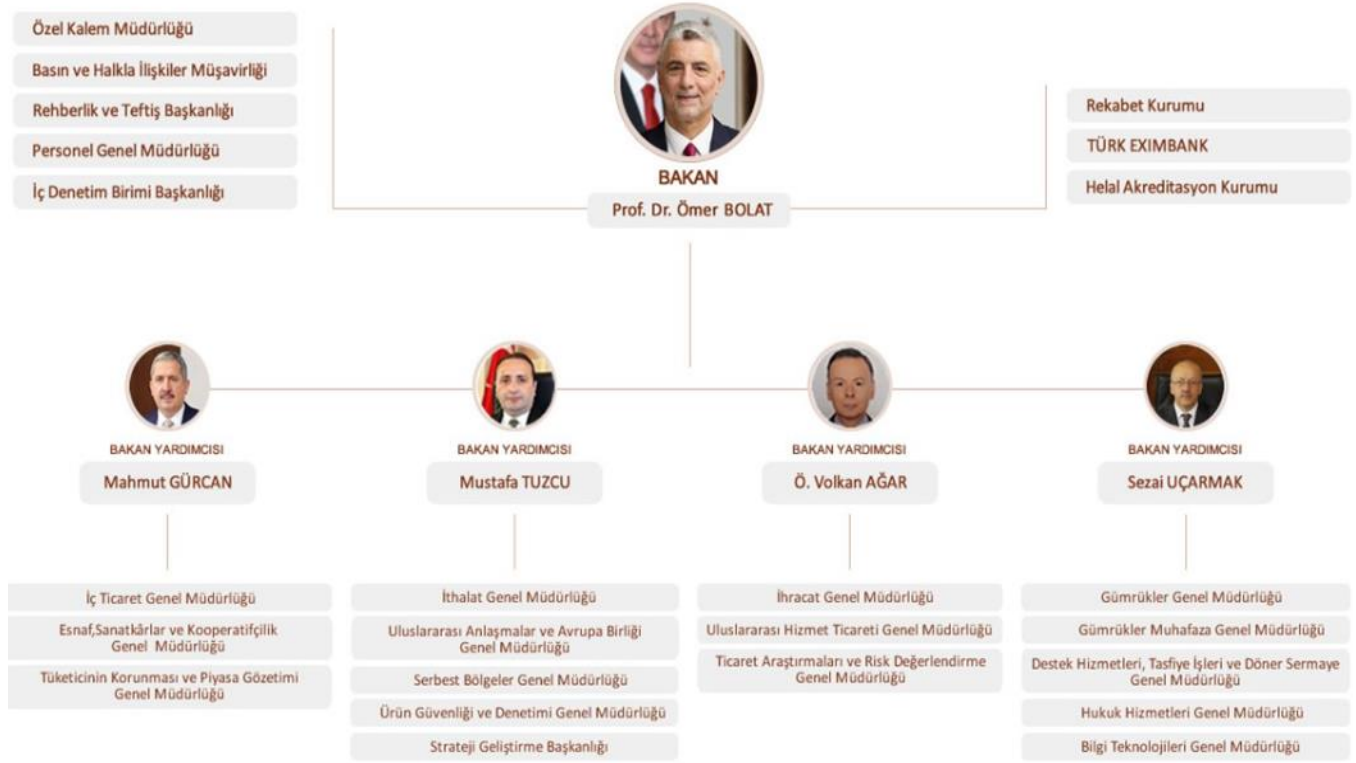 Özel Kalem Müdürlüğü
Basın ve Halkla İlişkiler Müşavirliği
Rehberlik ve Teftiş Başkanlığı
Personel Genel Müdürlüğü
İç Denetim Birimi Başkanlığı
BAKAN
Prof. Dr. Ömer BOLAT
Rekabet Kurumu
TÜRK EXIMBANK
Helal Akreditasyon Kurumu
BAKAN YARDIMCISI
Mahmut GÜRCAN
İç Ticaret Genel Müdürlüğü
Esnaf,Sanatkârlar ve Kooperatifçilik
Genel Müdürlüğü
Tüketicinin Korunması ve Piyasa Gözetimi
Genel Müdürlüğü
BAKAN YARDIMCISI
Mustafa TUZCU
İthalat Genel Müdürlüğü
Uluslararası Anlaşmalar ve Avrupa Birliği
Genel Müdürlüğü
Serbest Bölgeler Genel Müdürlüğü
Ürün Güvenliği ve Denetimi Genel Müdürlüğü
Strateji Geliştirme Başkanlığı
BAKAN YARDIMCISI
Ö. Volkan AĞAR
İhracat Genel Müdürlüğü
Uluslararası Hizmet Ticareti Genel Müdürlüğü
Ticaret Araştırmaları ve Risk Değerlendirme
Genel Müdürlüğü
BAKAN YARDIMCISI
Sezai UÇARMAK
Gümrükler Genel Müdürlüğü
Gümrükler Muhafaza Genel Müdürlüğü
Destek Hizmetleri, Tasfiye İşleri ve Döner Sermaye
Genel Müdürlüğü
Hukuk Hizmetleri Genel Müdürlüğü
Bilgi Teknolojileri Genel Müdürlüğü